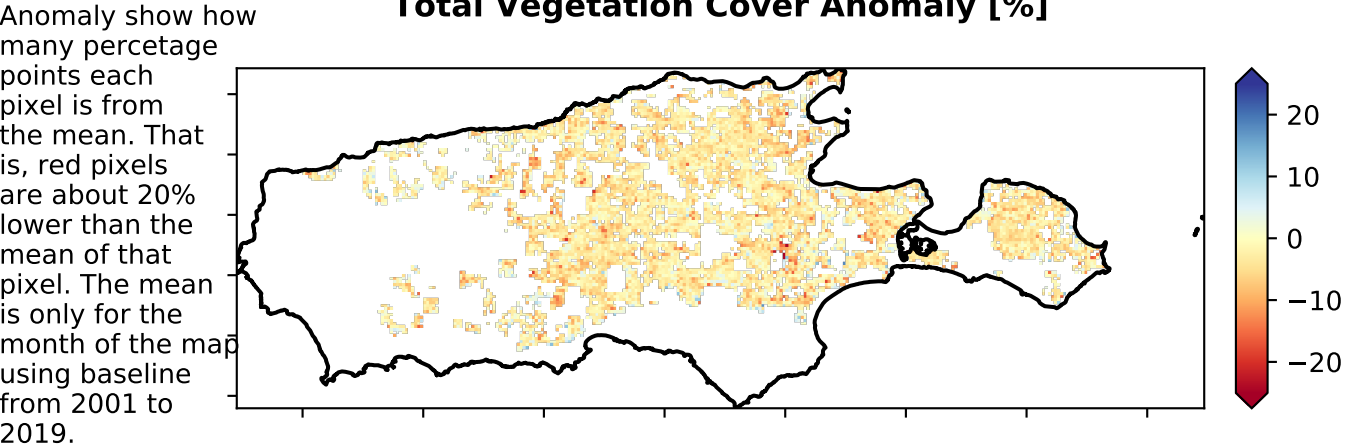 Total Vegetation Cover Anomaly [%]
Anomaly show how
many percetage
points each
pixel is from
the mean. That
is, red pixels
are about 20%
lower than the
mean of that
pixel. The mean
is only for the
month of the map
using baseline
from 2001 to
2019.
20
10
0
−10
−20